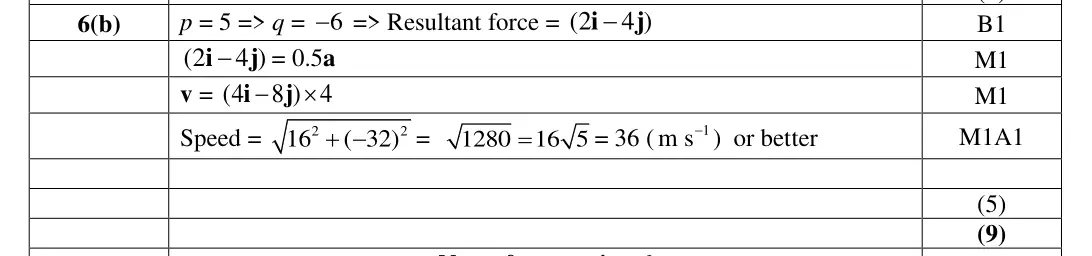 6(b) p = 5 => q = −6 => Resultant force = (2i − 4j) B1
(2i − 4j) = 0.5a M1
v = (4i − 8j) × 4 M1
Speed = √(16² + (−32)²) = √1280 = 16√5 = 36 ( m s⁻¹ ) or better M1A1
(5)
(9)